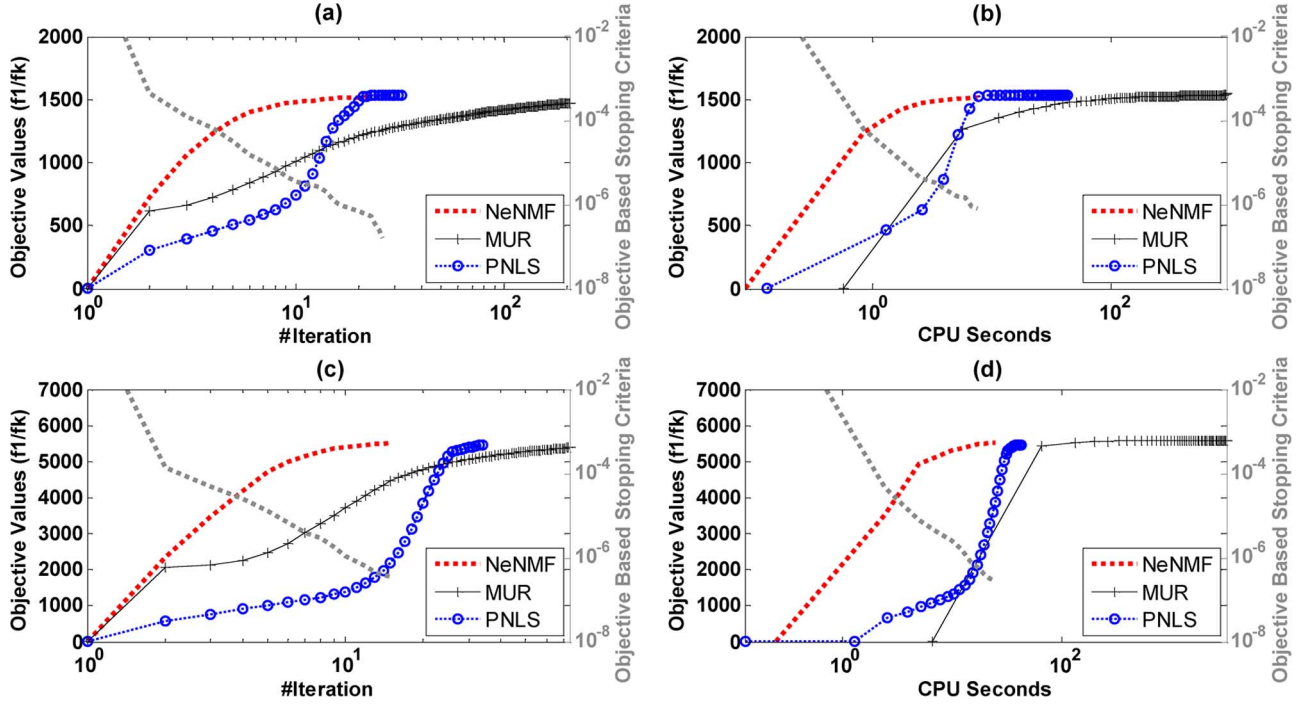 (a)
Objective Values (f1/fk)
2000
1500
1000
500
0
10^0
10^1
10^2
#Iteration
10^-2
10^-4
10^-6
10^-8
Objective Based Stopping Criteria
NeNMF
MUR
PNLS
(b)
Objective Values (f1/fk)
2000
1500
1000
500
0
10^0
10^2
CPU Seconds
10^-2
10^-4
10^-6
10^-8
Objective Based Stopping Criteria
NeNMF
MUR
PNLS
(c)
Objective Values (f1/fk)
7000
6000
5000
4000
3000
2000
1000
0
10^0
10^1
#Iteration
10^-2
10^-4
10^-6
10^-8
Objective Based Stopping Criteria
NeNMF
MUR
PNLS
(d)
Objective Values (f1/fk)
7000
6000
5000
4000
3000
2000
1000
0
10^0
10^2
CPU Seconds
10^-2
10^-4
10^-6
10^-8
Objective Based Stopping Criteria
NeNMF
MUR
PNLS